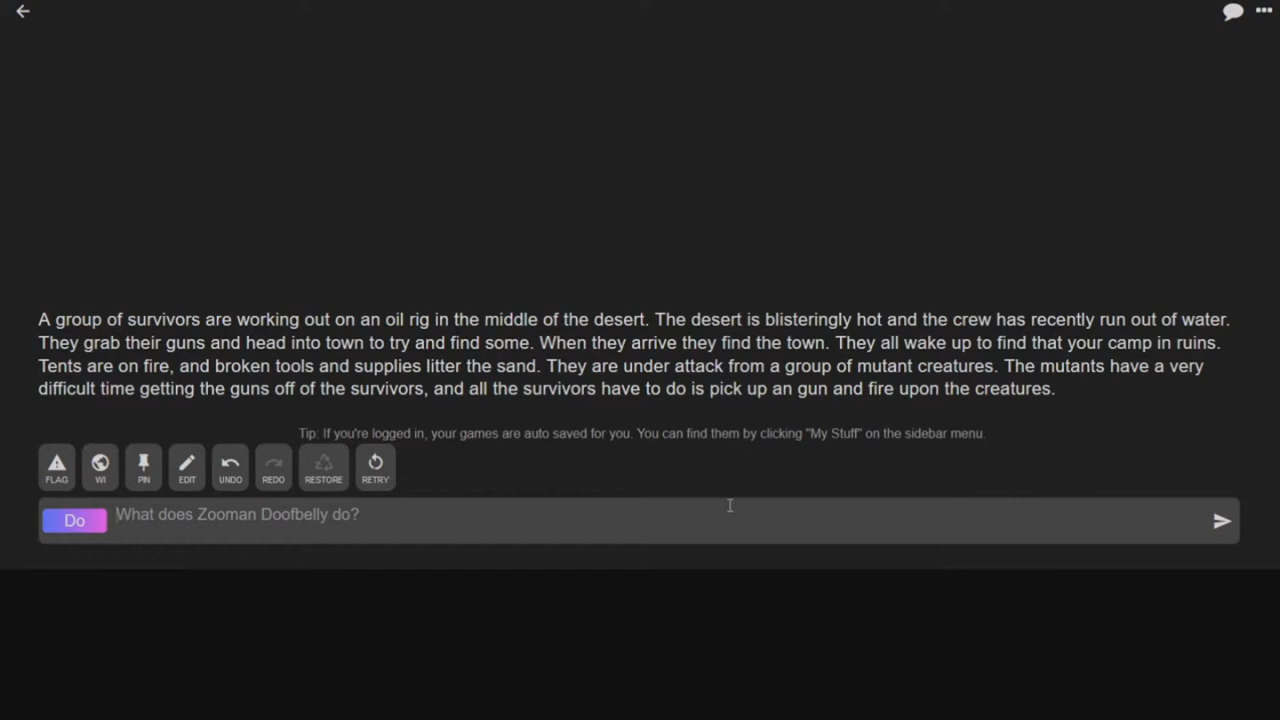 A group of survivors are working out on an oil rig in the middle of the desert. The desert is blisteringly hot and the crew has recently run out of water.
They grab their guns and head into town to try and find some. When they arrive they find the town. They all wake up to find that your camp in ruins.
Tents are on fire, and broken tools and supplies litter the sand. They are under attack from a group of mutant creatures. The mutants have a very
difficult time getting the guns off of the survivors, and all the survivors have to do is pick up an gun and fire upon the creatures.
Tip: If you're logged in, your games are auto saved for you. You can find them by clicking "My Stuff" on the sidebar menu.
FLAG WI PIN EDIT UNDO REDO RESTORE RETRY
Do What does Zooman Doofbelly do?